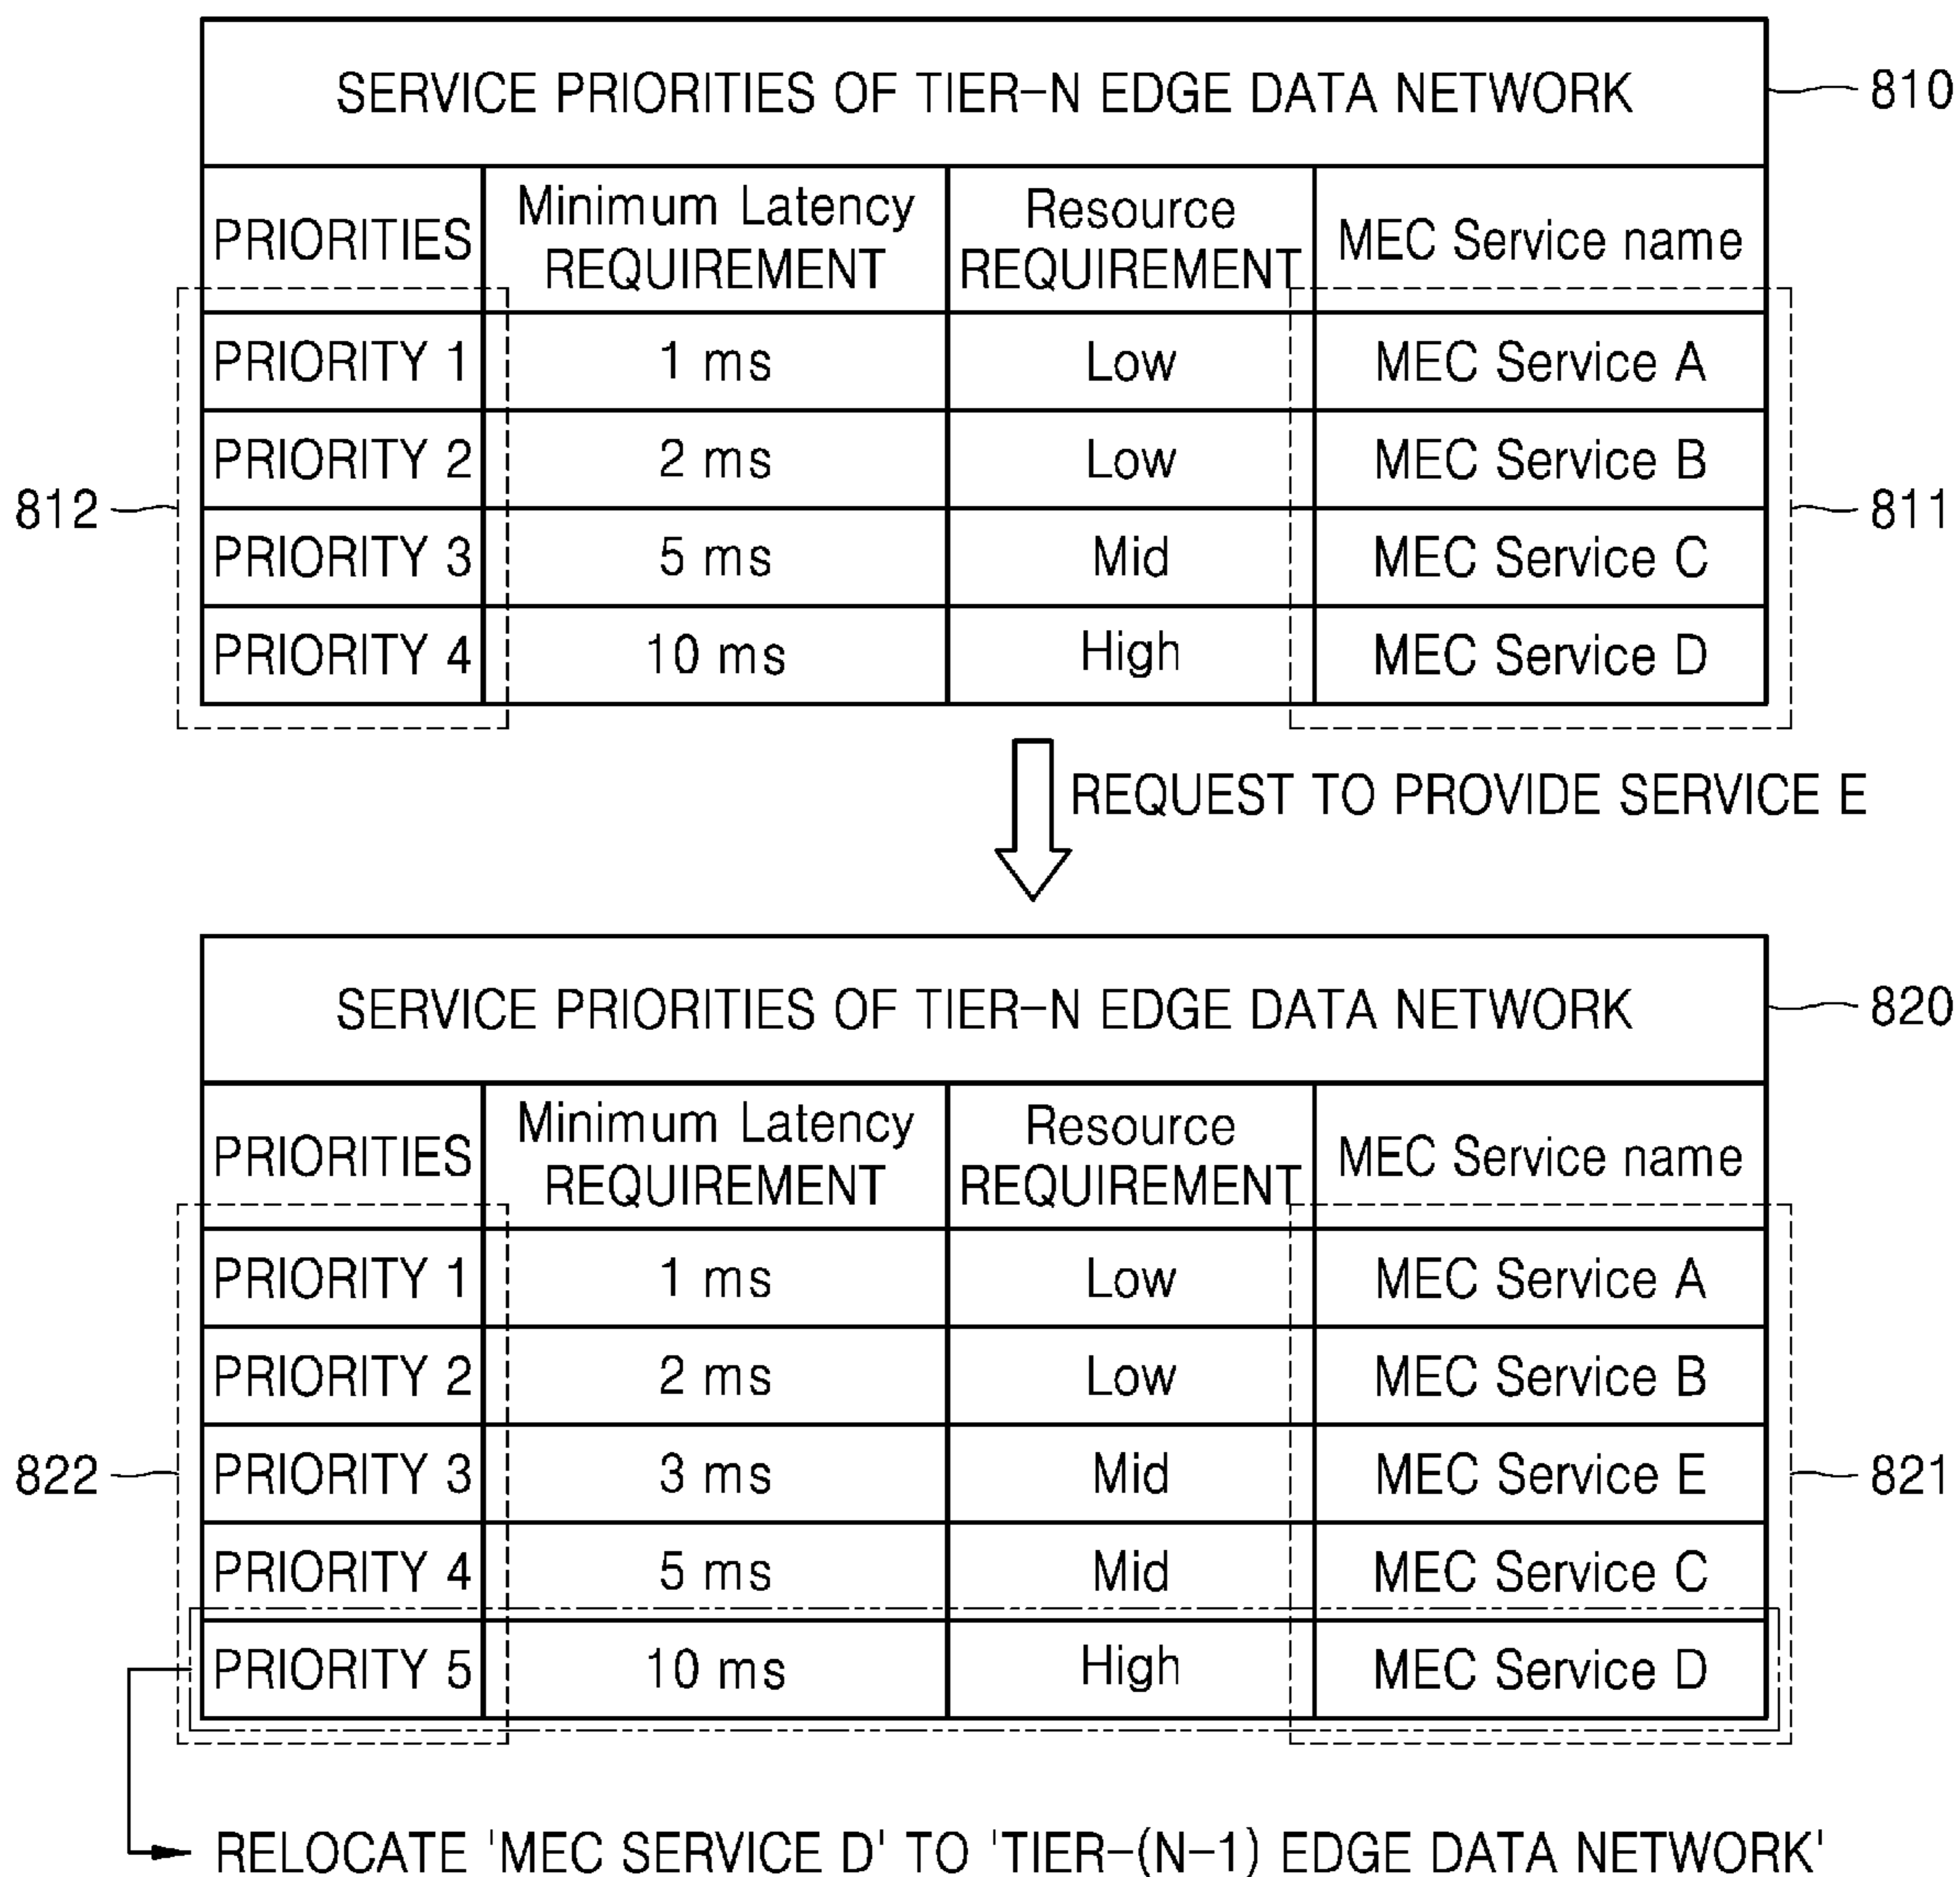 SERVICE PRIORITIES OF TIER-N EDGE DATA NETWORK
810
PRIORITIES
Minimum Latency
REQUIREMENT
Resource
REQUIREMENT
MEC Service name
PRIORITY 1 1 ms Low MEC Service A
PRIORITY 2 2 ms Low MEC Service B
812
811
PRIORITY 3 5 ms Mid MEC Service C
PRIORITY 4 10 ms High MEC Service D
REQUEST TO PROVIDE SERVICE E
SERVICE PRIORITIES OF TIER-N EDGE DATA NETWORK
820
PRIORITIES
Minimum Latency
REQUIREMENT
Resource
REQUIREMENT
MEC Service name
PRIORITY 1 1 ms Low MEC Service A
PRIORITY 2 2 ms Low MEC Service B
822 PRIORITY 3 3 ms Mid MEC Service E 821
PRIORITY 4 5 ms Mid MEC Service C
PRIORITY 5 10 ms High MEC Service D
RELOCATE 'MEC SERVICE D' TO 'TIER-(N-1) EDGE DATA NETWORK'